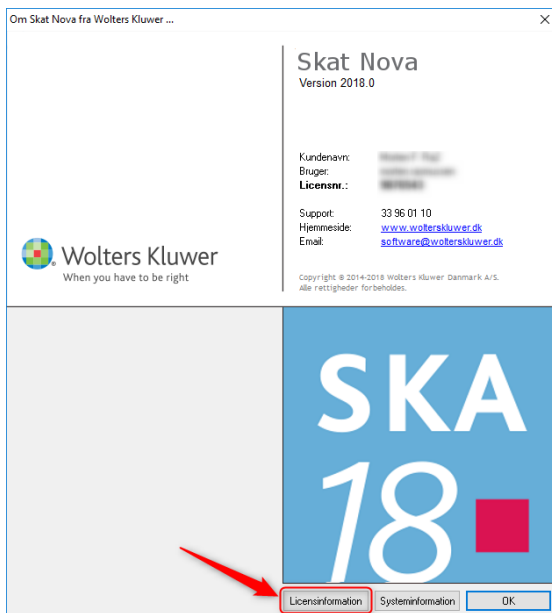 Om Skat Nova fra Wolters Kluwer ...
Skat Nova
Version 2018.0
Kundenavn:
Bruger:
Licensnr.:
Support: 33 96 01 10
Hjemmeside: www.wolterskluwer.dk
Email: software@wolterskluwer.dk
Wolters Kluwer
When you have to be right
Copyright © 2014-2018 Wolters Kluwer Danmark A/S.
Alle rettigheder forbeholdes.
SKA
18
Licensinformation Systeminformation OK